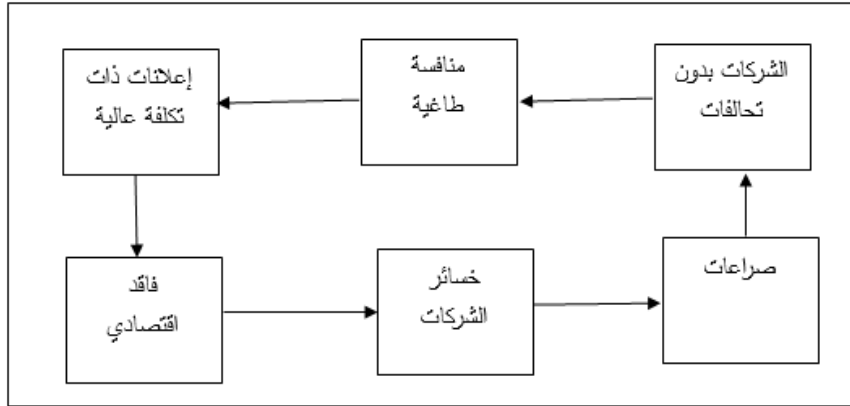 الشركات بدون
تحالفات
منافسة
طاغية
إعلانات ذات
تكلفة عالية
فاقد
اقتصادي
خسائر
الشركات
صراعات